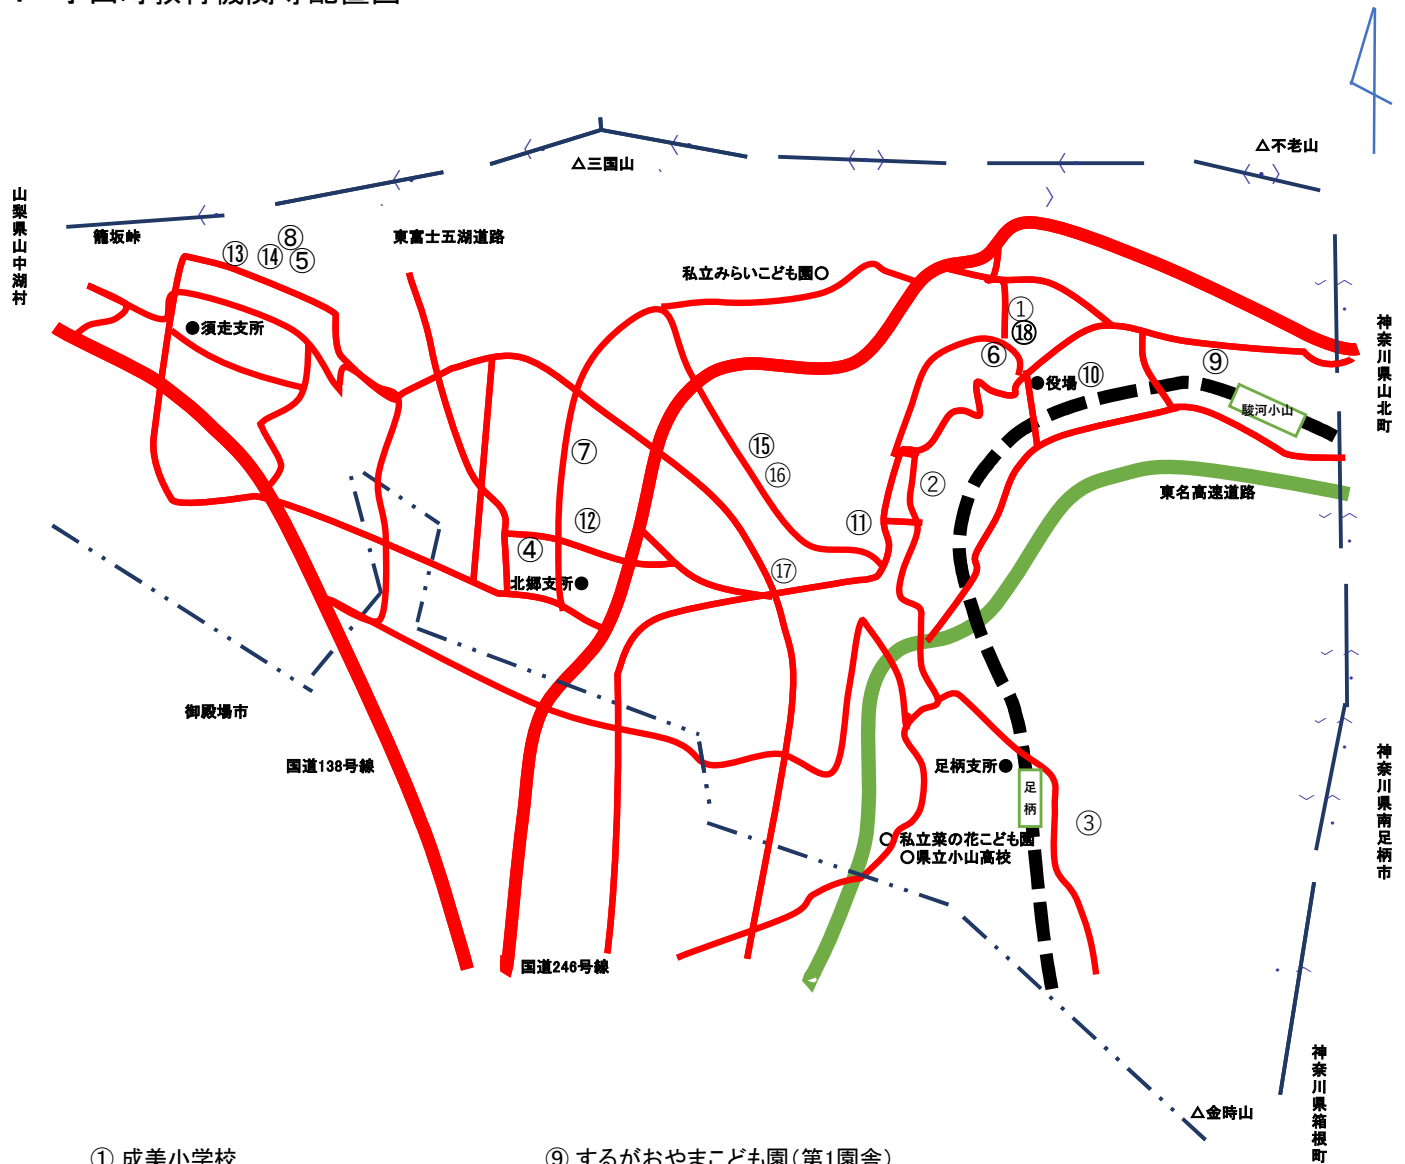 △不老山
△三国山
山梨県山中湖村
籠坂峠
東富士五湖道路
⑧
⑬ ⑭ ⑤
私立みらいこども園○
●須走支所
①
⑱
⑥
⑨
●役場 ⑩
駿河小山
神奈川県山北町
⑮
⑦
⑯
②
東名高速道路
⑪
⑫
④
⑰
北郷支所●
御殿場市
国道138号線
足柄支所●
足柄
神奈川県南足柄市
③
○私立菜の花こども園
○県立小山高校
国道246号線
神奈川県箱根町
△金時山
① 成美小学校
⑨ するがおやまこども園(第1園舎)